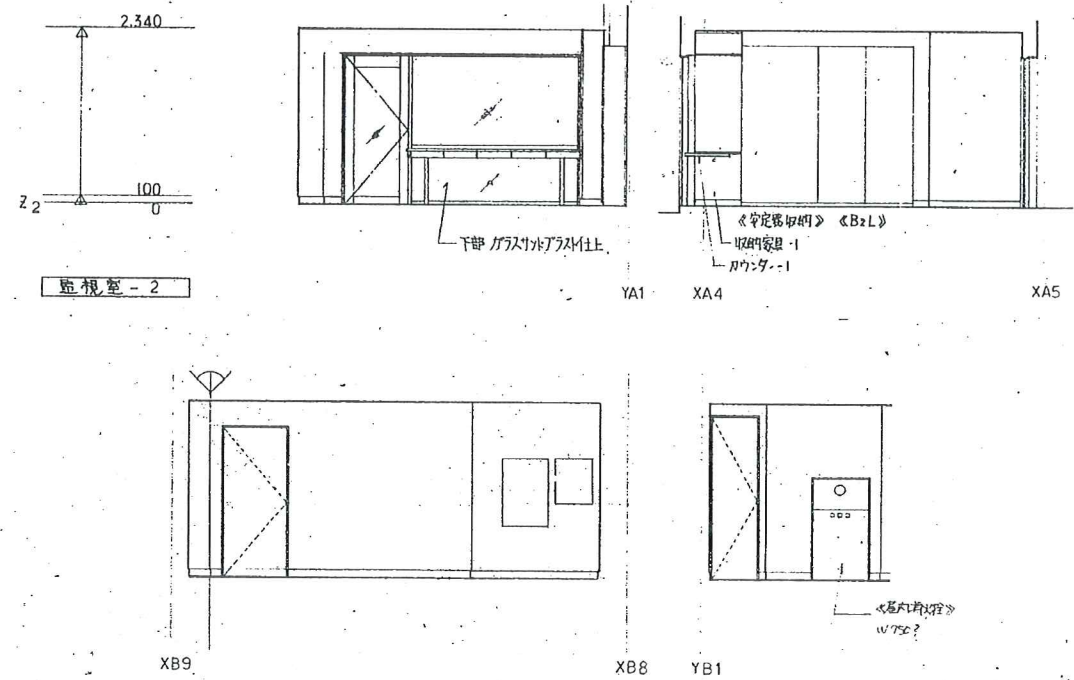 2,340
100
Z 2
0
監視室 - 2
下部 ガラスサンドブラスト仕上
YA1
《安定器収納》 《B2L》
収納家具-1
カウンター-1
XA4
XA5
XB9
XB8
YB1
《屋内消火栓》
W750?